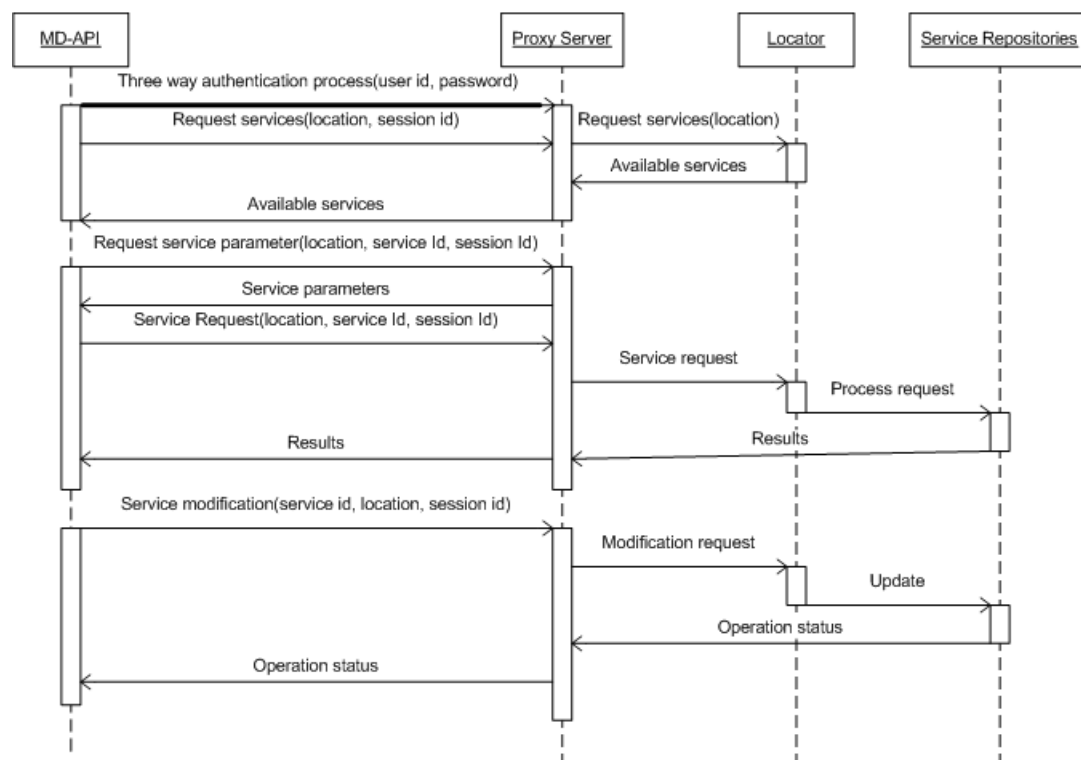 MD-API
Proxy Server
Locator
Service Repositories
Three way authentication process(user id, password)
Request services(location, session id)
Request services(location)
Available services
Available services
Request service parameter(location, service Id, session Id)
Service parameters
Service Request(location, service Id, session Id)
Service request
Process request
Results
Results
Service modification(service id, location, session id)
Modification request
Update
Operation status
Operation status